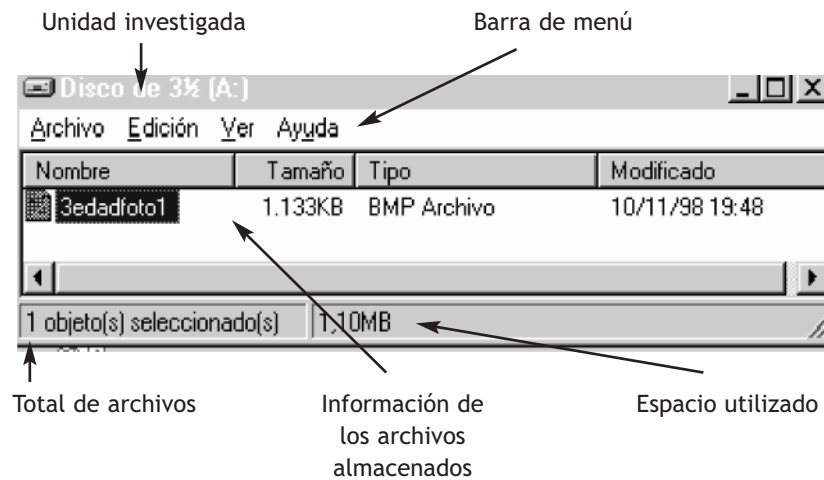 Unidad investigada Barra de menú
Disco de 3½ (A:)
Archivo Edición Ver Ayuda
Nombre Tamaño Tipo Modificado
3edadfoto1 1.133KB BMP Archivo 10/11/98 19:48
1 objeto(s) seleccionado(s) 1,10MB
Total de archivos Información de Espacio utilizado
los archivos
almacenados